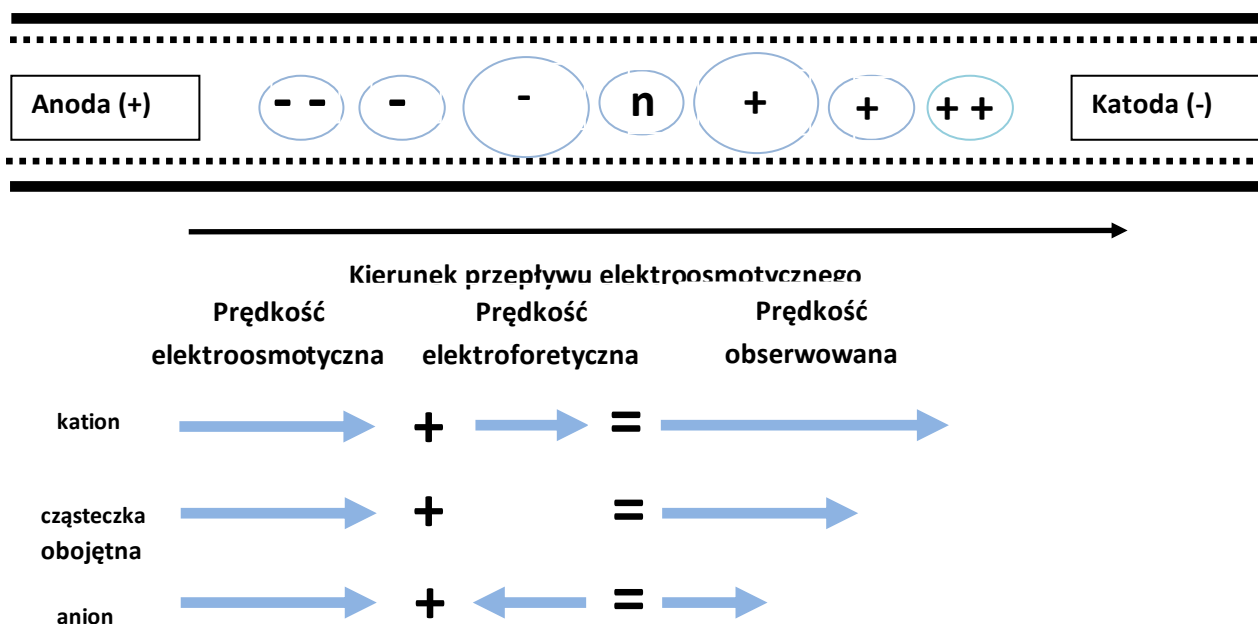 Anoda (+) - - - - n + + + + Katoda (-)
Kierunek przepływu elektroosmotycznego
Prędkość Prędkość Prędkość
elektroosmotyczna elektroforetyczna obserwowana
kation + =
cząsteczka + =
obojętna
anion + =